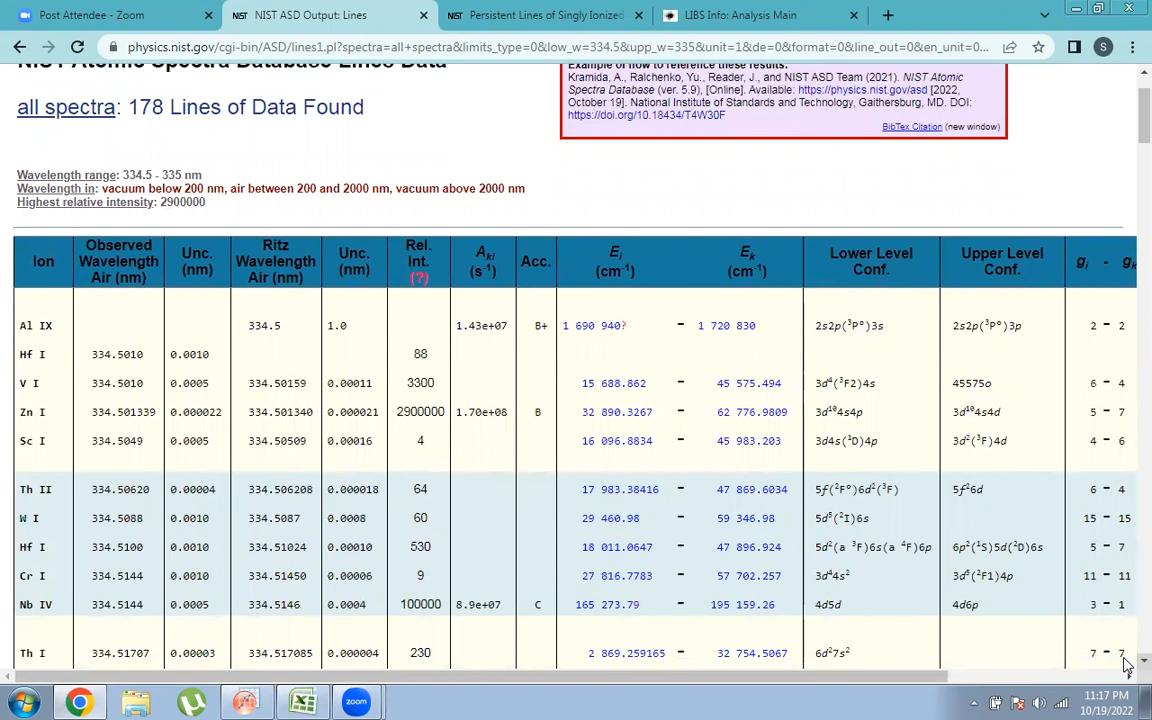 Post Attendee - Zoom
NIST ASD Output: Lines
Persistent Lines of Singly Ionized
LIBS Info: Analysis Main
physics.nist.gov/cgi-bin/ASD/lines1.pl?spectra=all+spectra&limits_type=0&low_w=334.5&upp_w=335&unit=1&de=0&format=0&line_out=0&en_unit=0...
S
NIST Atomic Spectra Database Lines Data
Example of how to reference these results:
Kramida, A., Ralchenko, Yu., Reader, J., and NIST ASD Team (2021). NIST Atomic
Spectra Database (ver. 5.9), [Online]. Available: https://physics.nist.gov/asd [2022,
October 19]. National Institute of Standards and Technology, Gaithersburg, MD. DOI:
https://doi.org/10.18434/T4W30F
BibTex Citation (new window)
all spectra: 178 Lines of Data Found
Wavelength range: 334.5 - 335 nm
Wavelength in: vacuum below 200 nm, air between 200 and 2000 nm, vacuum above 2000 nm
Highest relative intensity: 2900000
Ion Observed Wavelength Air (nm) Unc. (nm) Ritz Wavelength Air (nm) Unc. (nm) Rel. Int. (?) Aki (s-1) Acc. Ei (cm-1) Ek (cm-1) Lower Level Conf. Upper Level Conf. gi - gk
Al IX 334.5 1.0 1.43e+07 B+ 1 690 940? - 1 720 830 2s2p(3P°)3s 2s2p(3P°)3p 2 - 2
Hf I 334.5010 0.0010 88
V I 334.5010 0.0005 334.50159 0.00011 3300 15 688.862 - 45 575.494 3d4(3F2)4s 45575o 6 - 4
Zn I 334.501339 0.000022 334.501340 0.000021 2900000 1.70e+08 B 32 890.3267 - 62 776.9809 3d104s4p 3d104s4d 5 - 7
Sc I 334.5049 0.0005 334.50509 0.00016 4 16 096.8834 - 45 983.203 3d4s(1D)4p 3d2(3F)4d 4 - 6
Th II 334.50620 0.00004 334.506208 0.000018 64 17 983.38416 - 47 869.6034 5f(2F°)6d2(3F) 5f26d 6 - 4
W I 334.5088 0.0010 334.5087 0.0008 60 29 460.98 - 59 346.98 5d5(2I)6s 15 - 15
Hf I 334.5100 0.0010 334.51024 0.00010 530 18 011.0647 - 47 896.924 5d2(a 3F)6s(a 4F)6p 6p2(1S)5d(2D)6s 5 - 7
Cr I 334.5144 0.0010 334.51450 0.00006 9 27 816.7783 - 57 702.257 3d44s2 3d5(2F1)4p 11 - 11
Nb IV 334.5144 0.0005 334.5146 0.0004 100000 8.9e+07 C 165 273.79 - 195 159.26 4d5d 4d6p 3 - 1
Th I 334.51707 0.00003 334.517085 0.000004 230 2 869.259165 - 32 754.5067 6d27s2 7 - 7
11:17 PM
10/19/2022
zoom